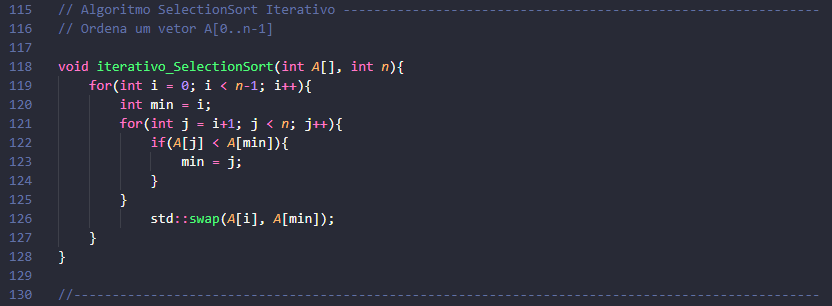 115 // Algoritmo SelectionSort Iterativo --------------------------------------------------------------
116 // Ordena um vetor A[0..n-1]
117
118 void iterativo_SelectionSort(int A[], int n){
119     for(int i = 0; i < n-1; i++){
120         int min = i;
121         for(int j = i+1; j < n; j++){
122             if(A[j] < A[min]){
123                 min = j;
124             }
125         }
126             std::swap(A[i], A[min]);
127     }
128 }
129
130 //--------------------------------------------------------------------------------------------------